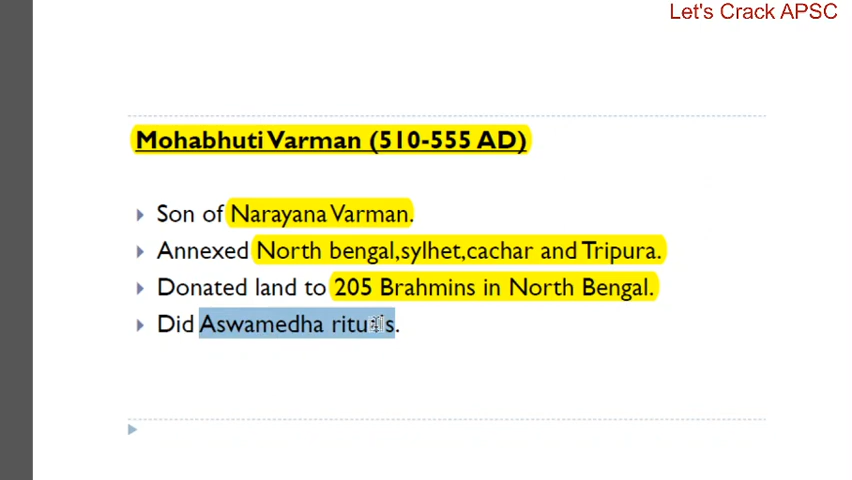 Let's Crack APSC
Mohabhuti Varman (510-555 AD)
Son of Narayana Varman.
Annexed North bengal,sylhet,cachar and Tripura.
Donated land to 205 Brahmins in North Bengal.
Did Aswamedha rituals.